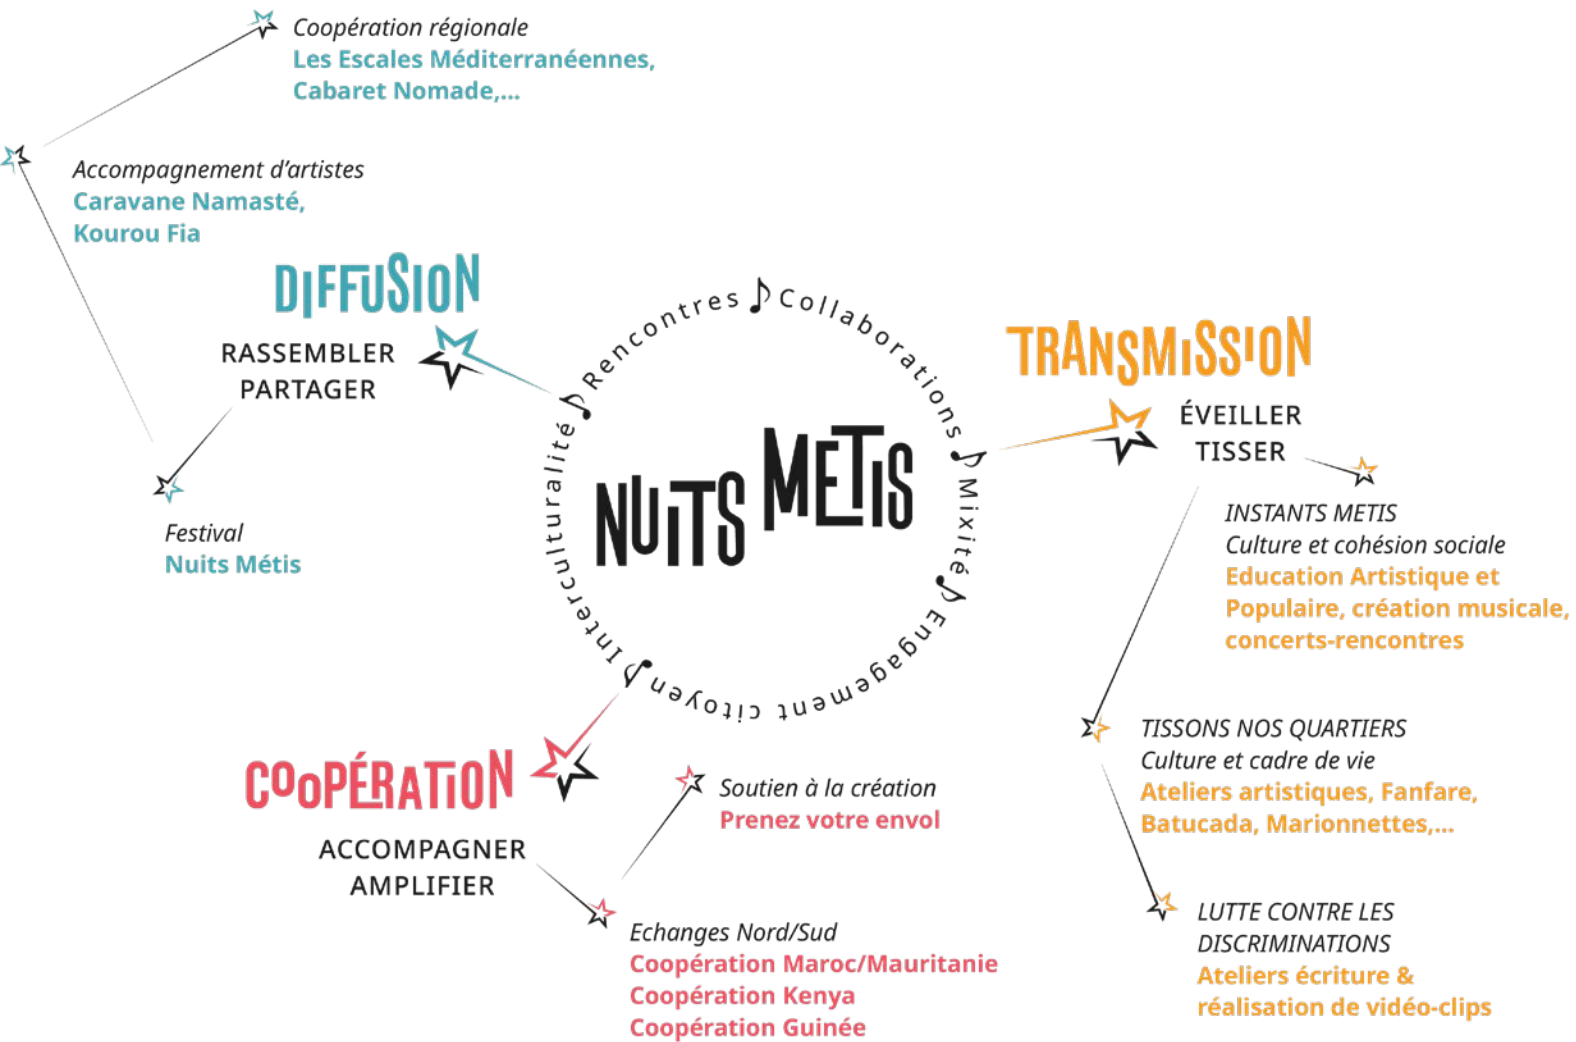 Coopération régionale
Les Escales Méditerranéennes,
Cabaret Nomade,...
Accompagnement d'artistes
Caravane Namasté,
Kourou Fia
DIFFUSION
RASSEMBLER
PARTAGER
Festival
Nuits Métis
Rencontres
Collaborations
Mixité
Engagement citoyen
Interculturalité
NUITS METIS
TRANSMISSION
ÉVEILLER
TISSER
INSTANTS METIS
Culture et cohésion sociale
Education Artistique et
Populaire, création musicale,
concerts-rencontres
TISSONS NOS QUARTIERS
Culture et cadre de vie
Ateliers artistiques, Fanfare,
Batucada, Marionnettes,...
LUTTE CONTRE LES
DISCRIMINATIONS
Ateliers écriture &
réalisation de vidéo-clips
COOPÉRATION
ACCOMPAGNER
AMPLIFIER
Soutien à la création
Prenez votre envol
Echanges Nord/Sud
Coopération Maroc/Mauritanie
Coopération Kenya
Coopération Guinée